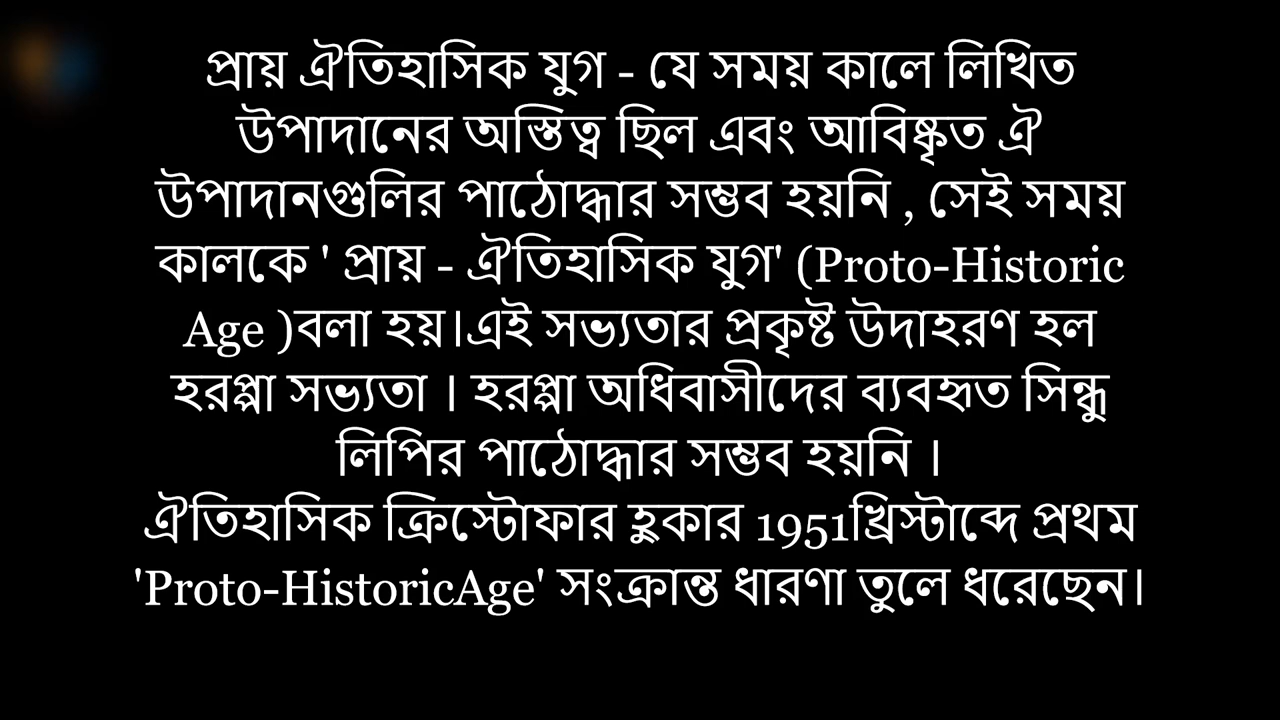 প্রায় ঐতিহাসিক যুগ - যে সময় কালে লিখিত
উপাদানের অস্তিত্ব ছিল এবং আবিষ্কৃত ঐ
উপাদানগুলির পাঠোদ্ধার সম্ভব হয়নি , সেই সময়
কালকে ' প্রায় - ঐতিহাসিক যুগ' (Proto-Historic
Age )বলা হয়।এই সভ্যতার প্রকৃষ্ট উদাহরণ হল
হরপ্পা সভ্যতা । হরপ্পা অধিবাসীদের ব্যবহৃত সিন্ধু
লিপির পাঠোদ্ধার সম্ভব হয়নি ।
ঐতিহাসিক ক্রিস্টোফার হুকার 1951খ্রিস্টাব্দে প্রথম
'Proto-HistoricAge' সংক্রান্ত ধারণা তুলে ধরেছেন।